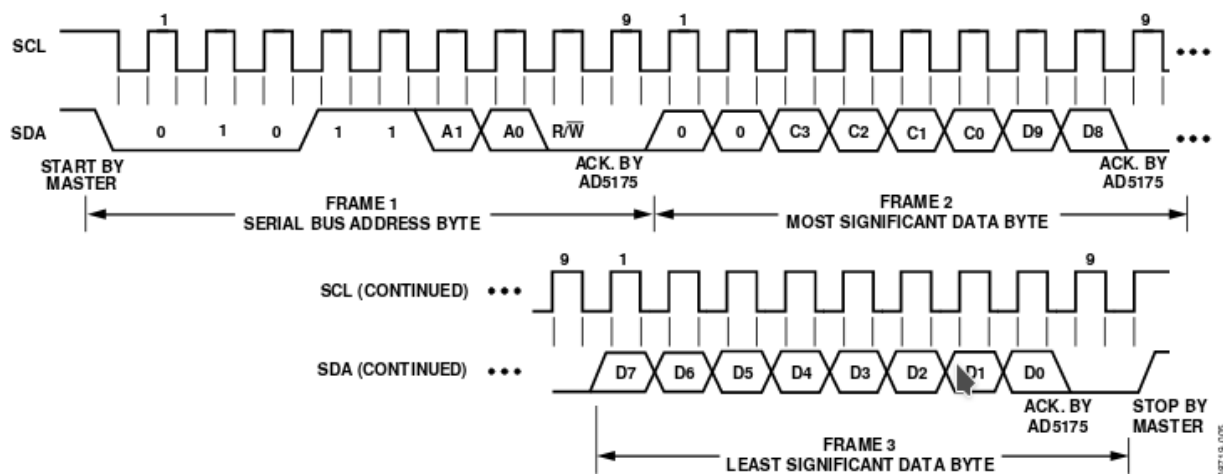 1 9 1 9
SCL
SDA 0 1 0 1 1 A1 A0 R/W̅ 0 0 C3 C2 C1 C0 D9 D8
START BY MASTER
ACK. BY AD5175
ACK. BY AD5175
FRAME 1
SERIAL BUS ADDRESS BYTE
FRAME 2
MOST SIGNIFICANT DATA BYTE
9 1 9
SCL (CONTINUED)
SDA (CONTINUED) D7 D6 D5 D4 D3 D2 D1 D0
ACK. BY AD5175
STOP BY MASTER
FRAME 3
LEAST SIGNIFICANT DATA BYTE